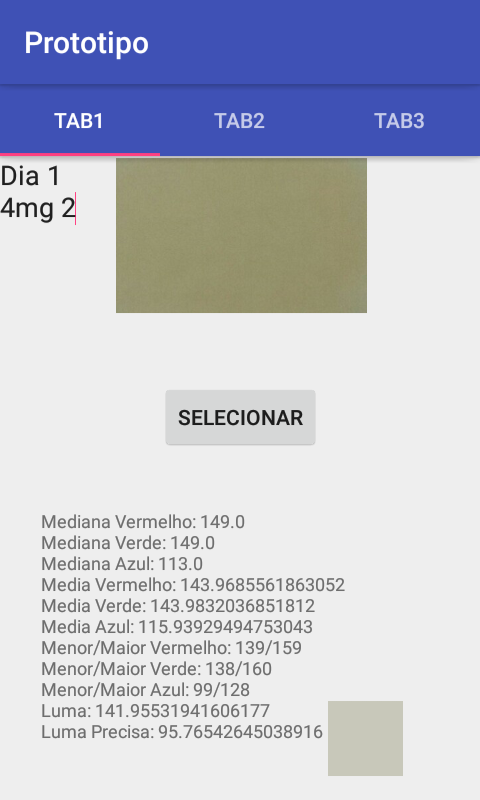 Prototipo
TAB1 TAB2 TAB3
Dia 1
4mg 2
SELECIONAR
Mediana Vermelho: 149.0
Mediana Verde: 149.0
Mediana Azul: 113.0
Media Vermelho: 143.9685561863052
Media Verde: 143.9832036851812
Media Azul: 115.93929494753043
Menor/Maior Vermelho: 139/159
Menor/Maior Verde: 138/160
Menor/Maior Azul: 99/128
Luma: 141.95531941606177
Luma Precisa: 95.76542645038916